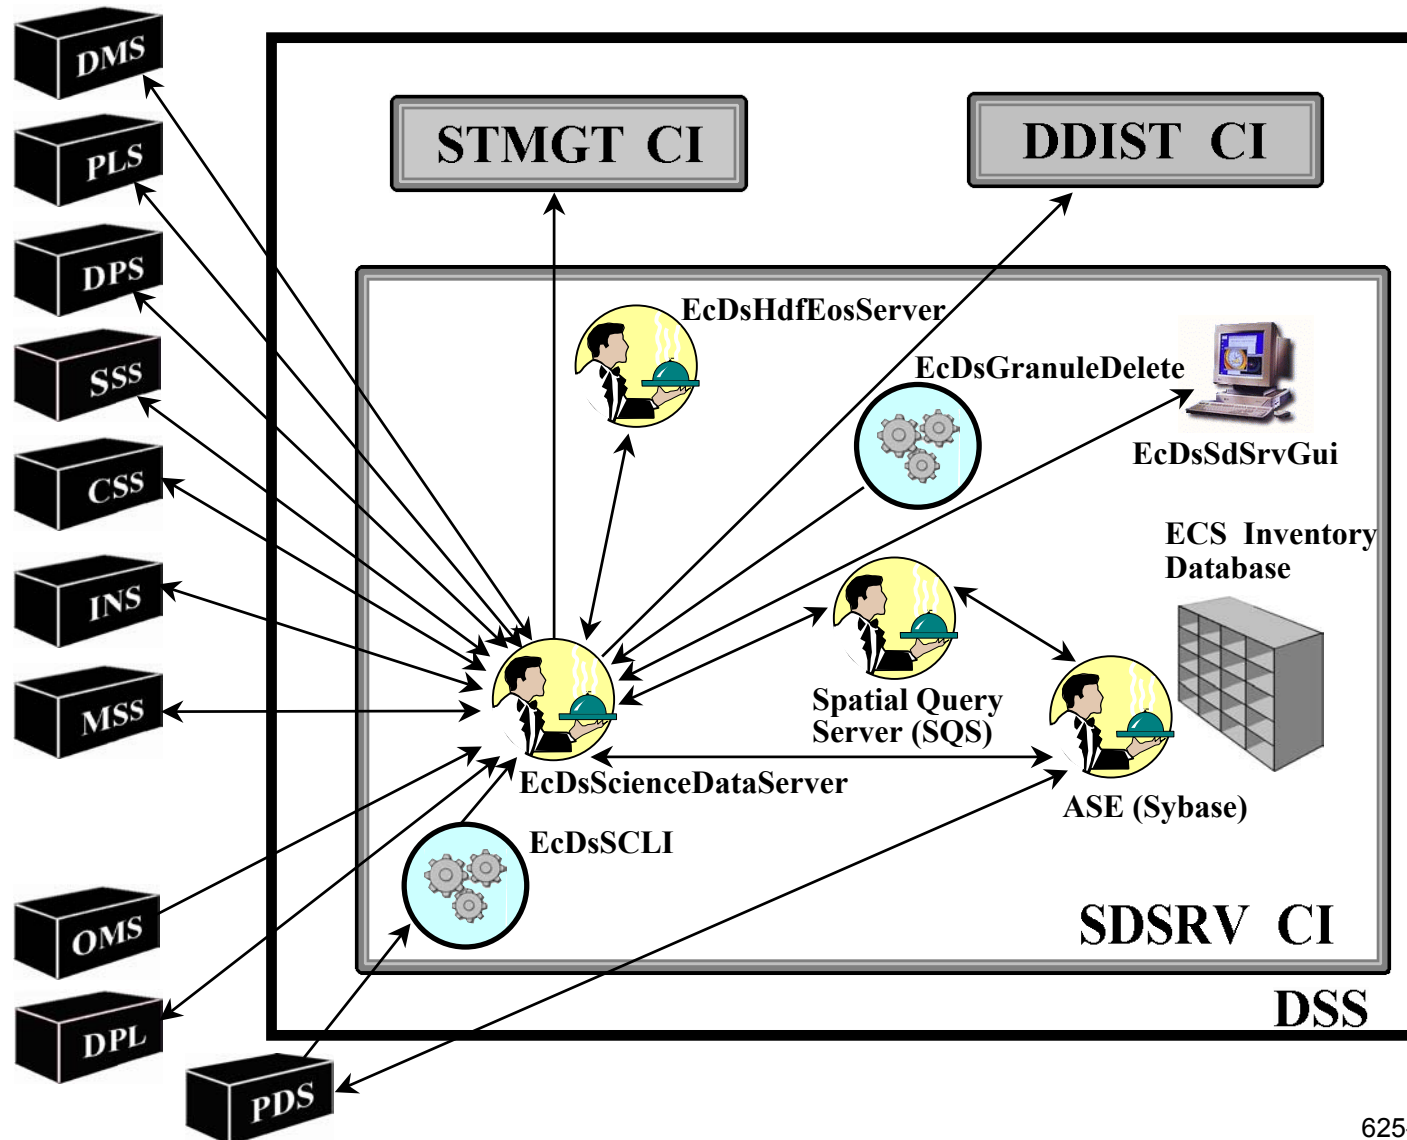 DMS
PLS
DPS
SSS
CSS
INS
MSS
OMS
DPL
PDS
STMGT CI
DDIST CI
EcDsHdfEosServer
EcDsGranuleDelete
EcDsSdSrvGui
ECS Inventory
Database
Spatial Query
Server (SQS)
EcDsScienceDataServer
ASE (Sybase)
EcDsSCLI
SDSRV CI
DSS